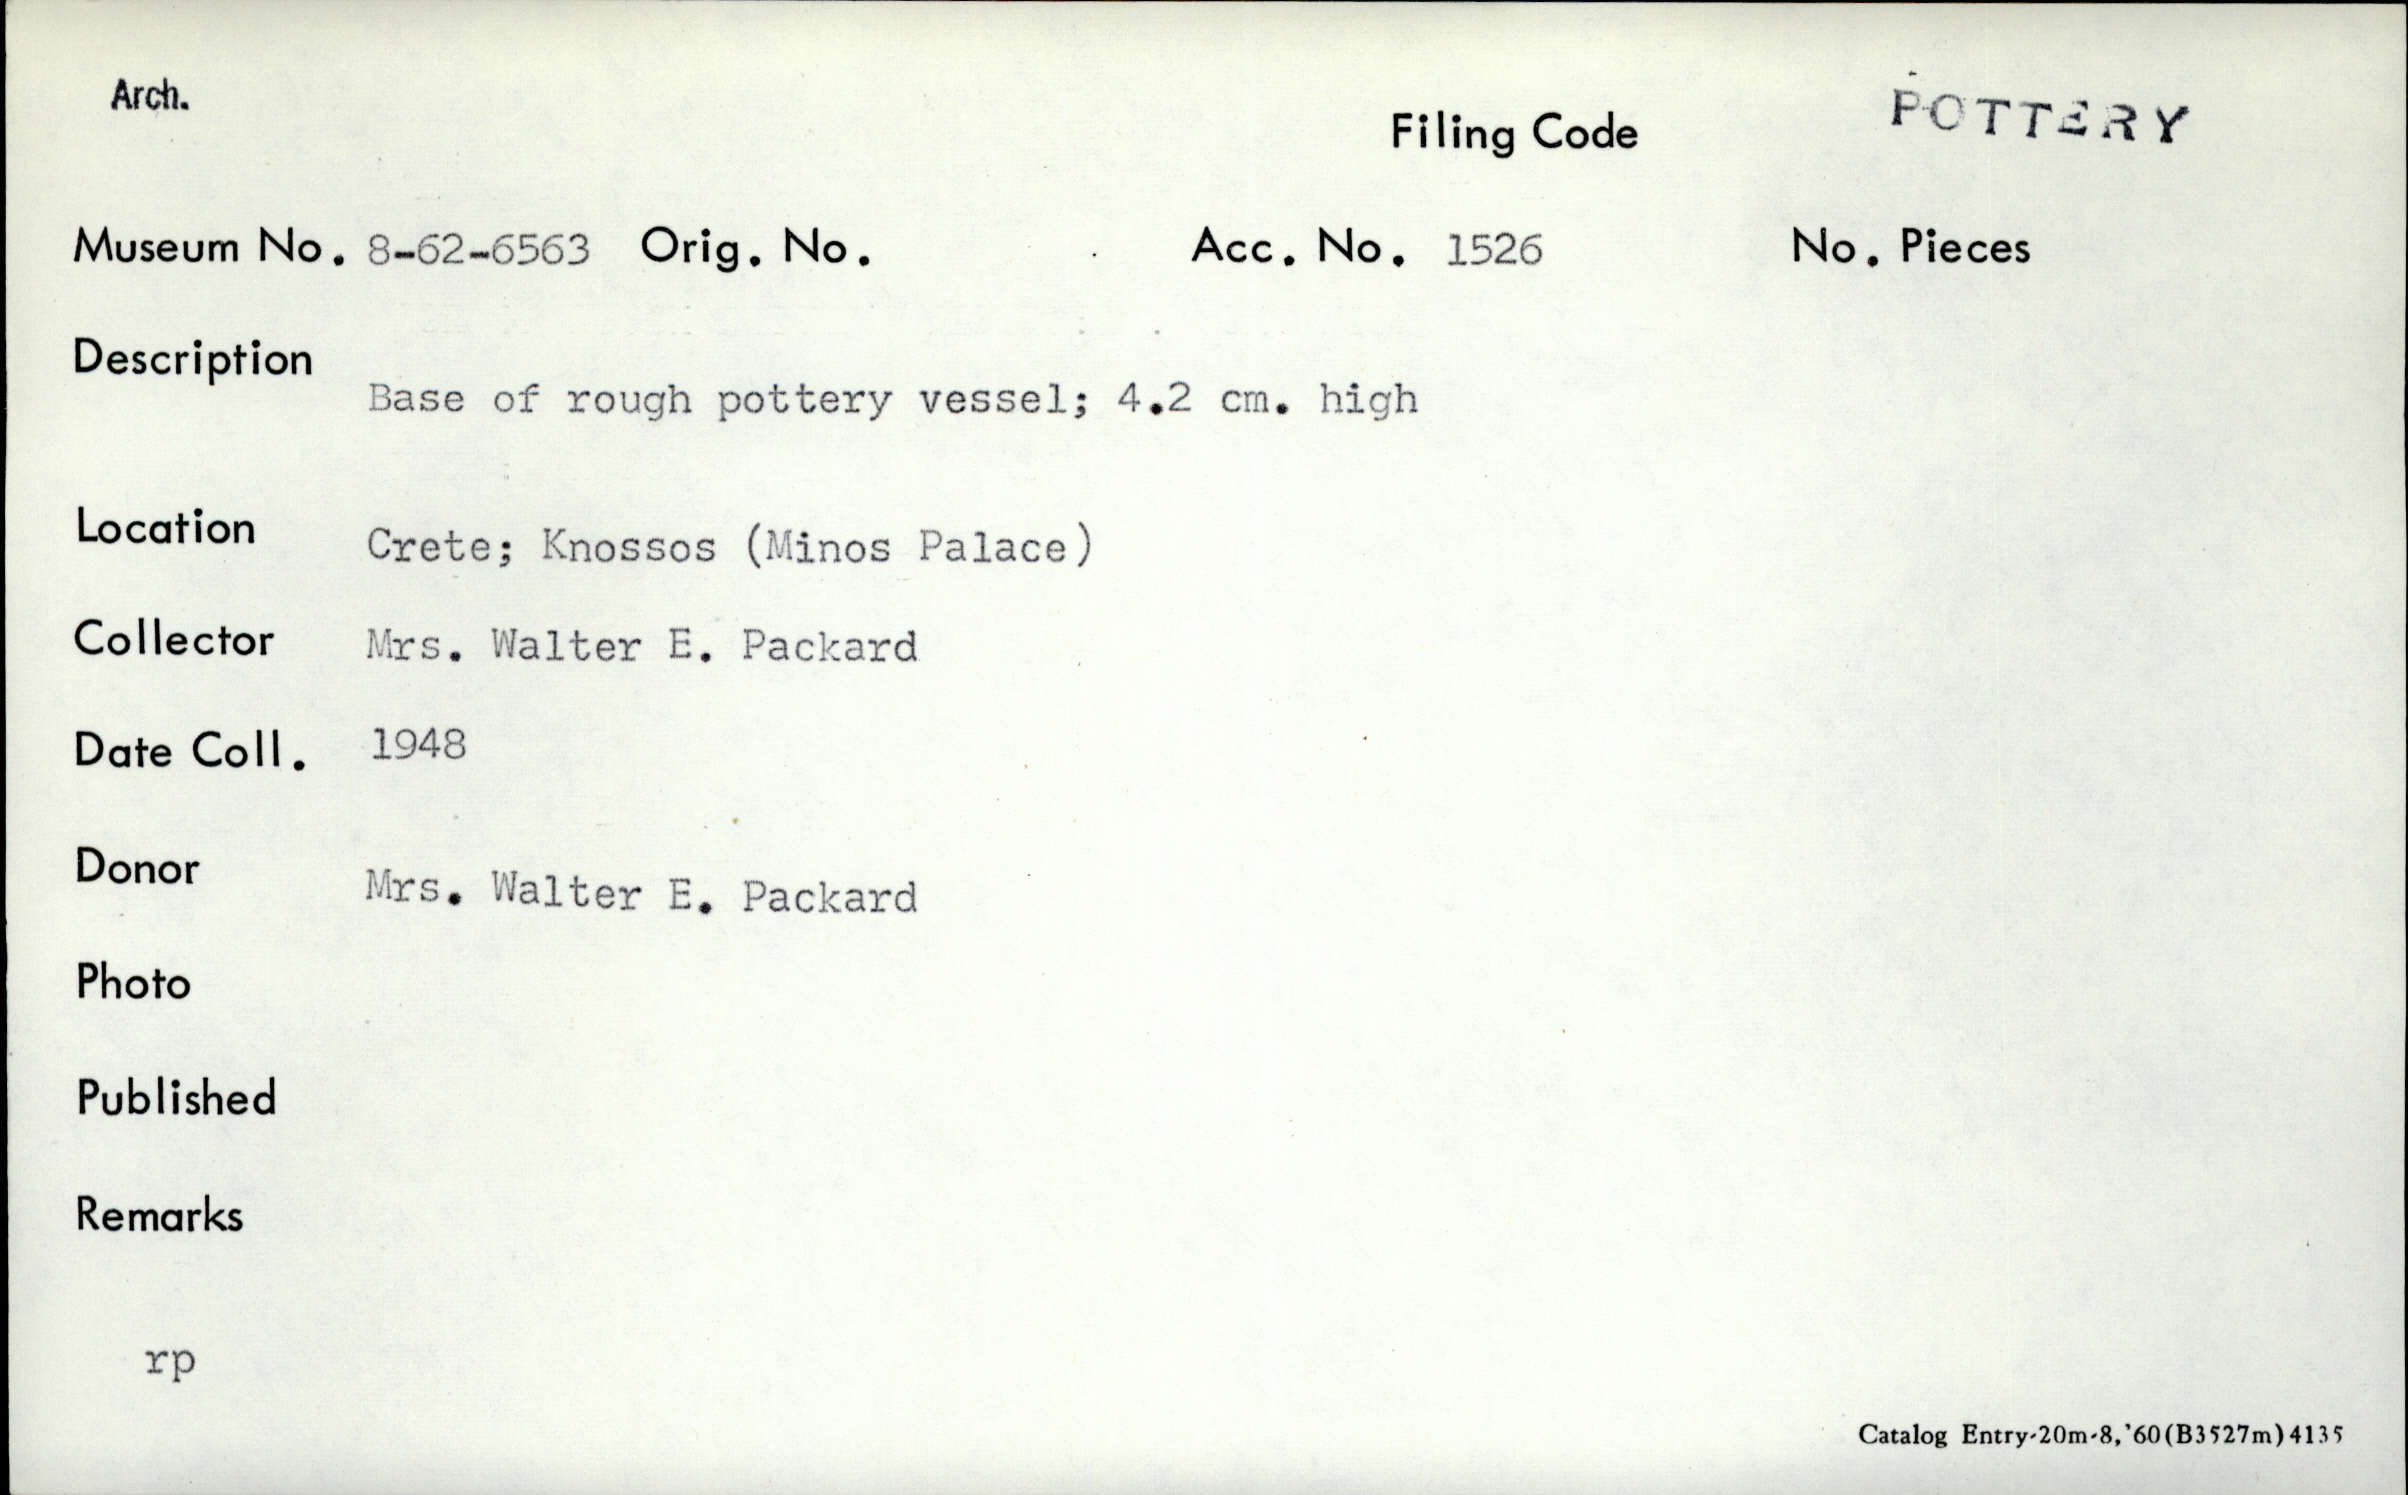 Arch.
Filing Code POTTERY
Museum No. 8-62-6563 Orig. No. Acc. No. 1526 No. Pieces
Description
Base of rough pottery vessel; 4.2 cm. high
Location
Crete; Knossos (Minos Palace)
Collector Mrs. Walter E. Packard
Date Coll. 1948
Donor
Mrs. Walter E. Packard
Photo
Published
Remarks
rp
Catalog Entry-20m-8,'60(B3527m)4135